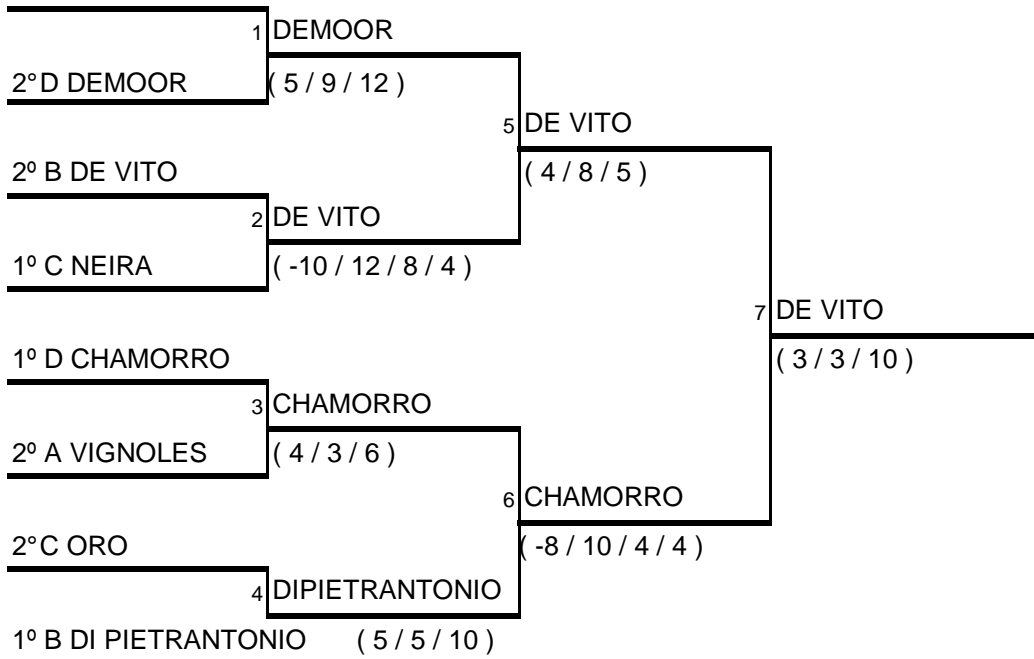 1 DEMOOR
2°D DEMOOR ( 5 / 9 / 12 )
5 DE VITO
2º B DE VITO ( 4 / 8 / 5 )
2 DE VITO
1º C NEIRA ( -10 / 12 / 8 / 4 )
7 DE VITO
1º D CHAMORRO ( 3 / 3 / 10 )
3 CHAMORRO
2º A VIGNOLES ( 4 / 3 / 6 )
6 CHAMORRO
2°C ORO ( -8 / 10 / 4 / 4 )
4 DIPIETRANTONIO
1º B DI PIETRANTONIO ( 5 / 5 / 10 )